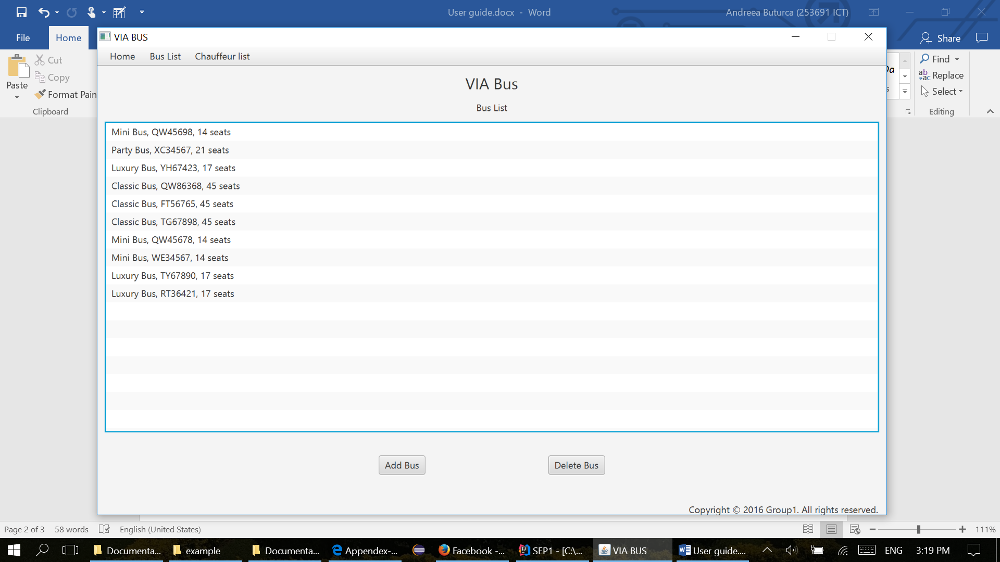 User guide.docx - Word
Andreea Buturca (253691 ICT)
File
Home
Share
VIA BUS
Home Bus List Chauffeur list
Paste
Cut
Copy
Format Pain
Clipboard
Find
Replace
Select
Editing
VIA Bus
Bus List
Mini Bus, QW45698, 14 seats
Party Bus, XC34567, 21 seats
Luxury Bus, YH67423, 17 seats
Classic Bus, QW86368, 45 seats
Classic Bus, FT56765, 45 seats
Classic Bus, TG67898, 45 seats
Mini Bus, QW45678, 14 seats
Mini Bus, WE34567, 14 seats
Luxury Bus, TY67890, 17 seats
Luxury Bus, RT36421, 17 seats
Add Bus
Delete Bus
Copyright © 2016 Group1. All rights reserved.
Page 2 of 3 58 words English (United States)
111%
Documenta... example Documenta... Appendex-... Facebook -... SEP1 - [C:\... VIA BUS User guide.... ENG 3:19 PM